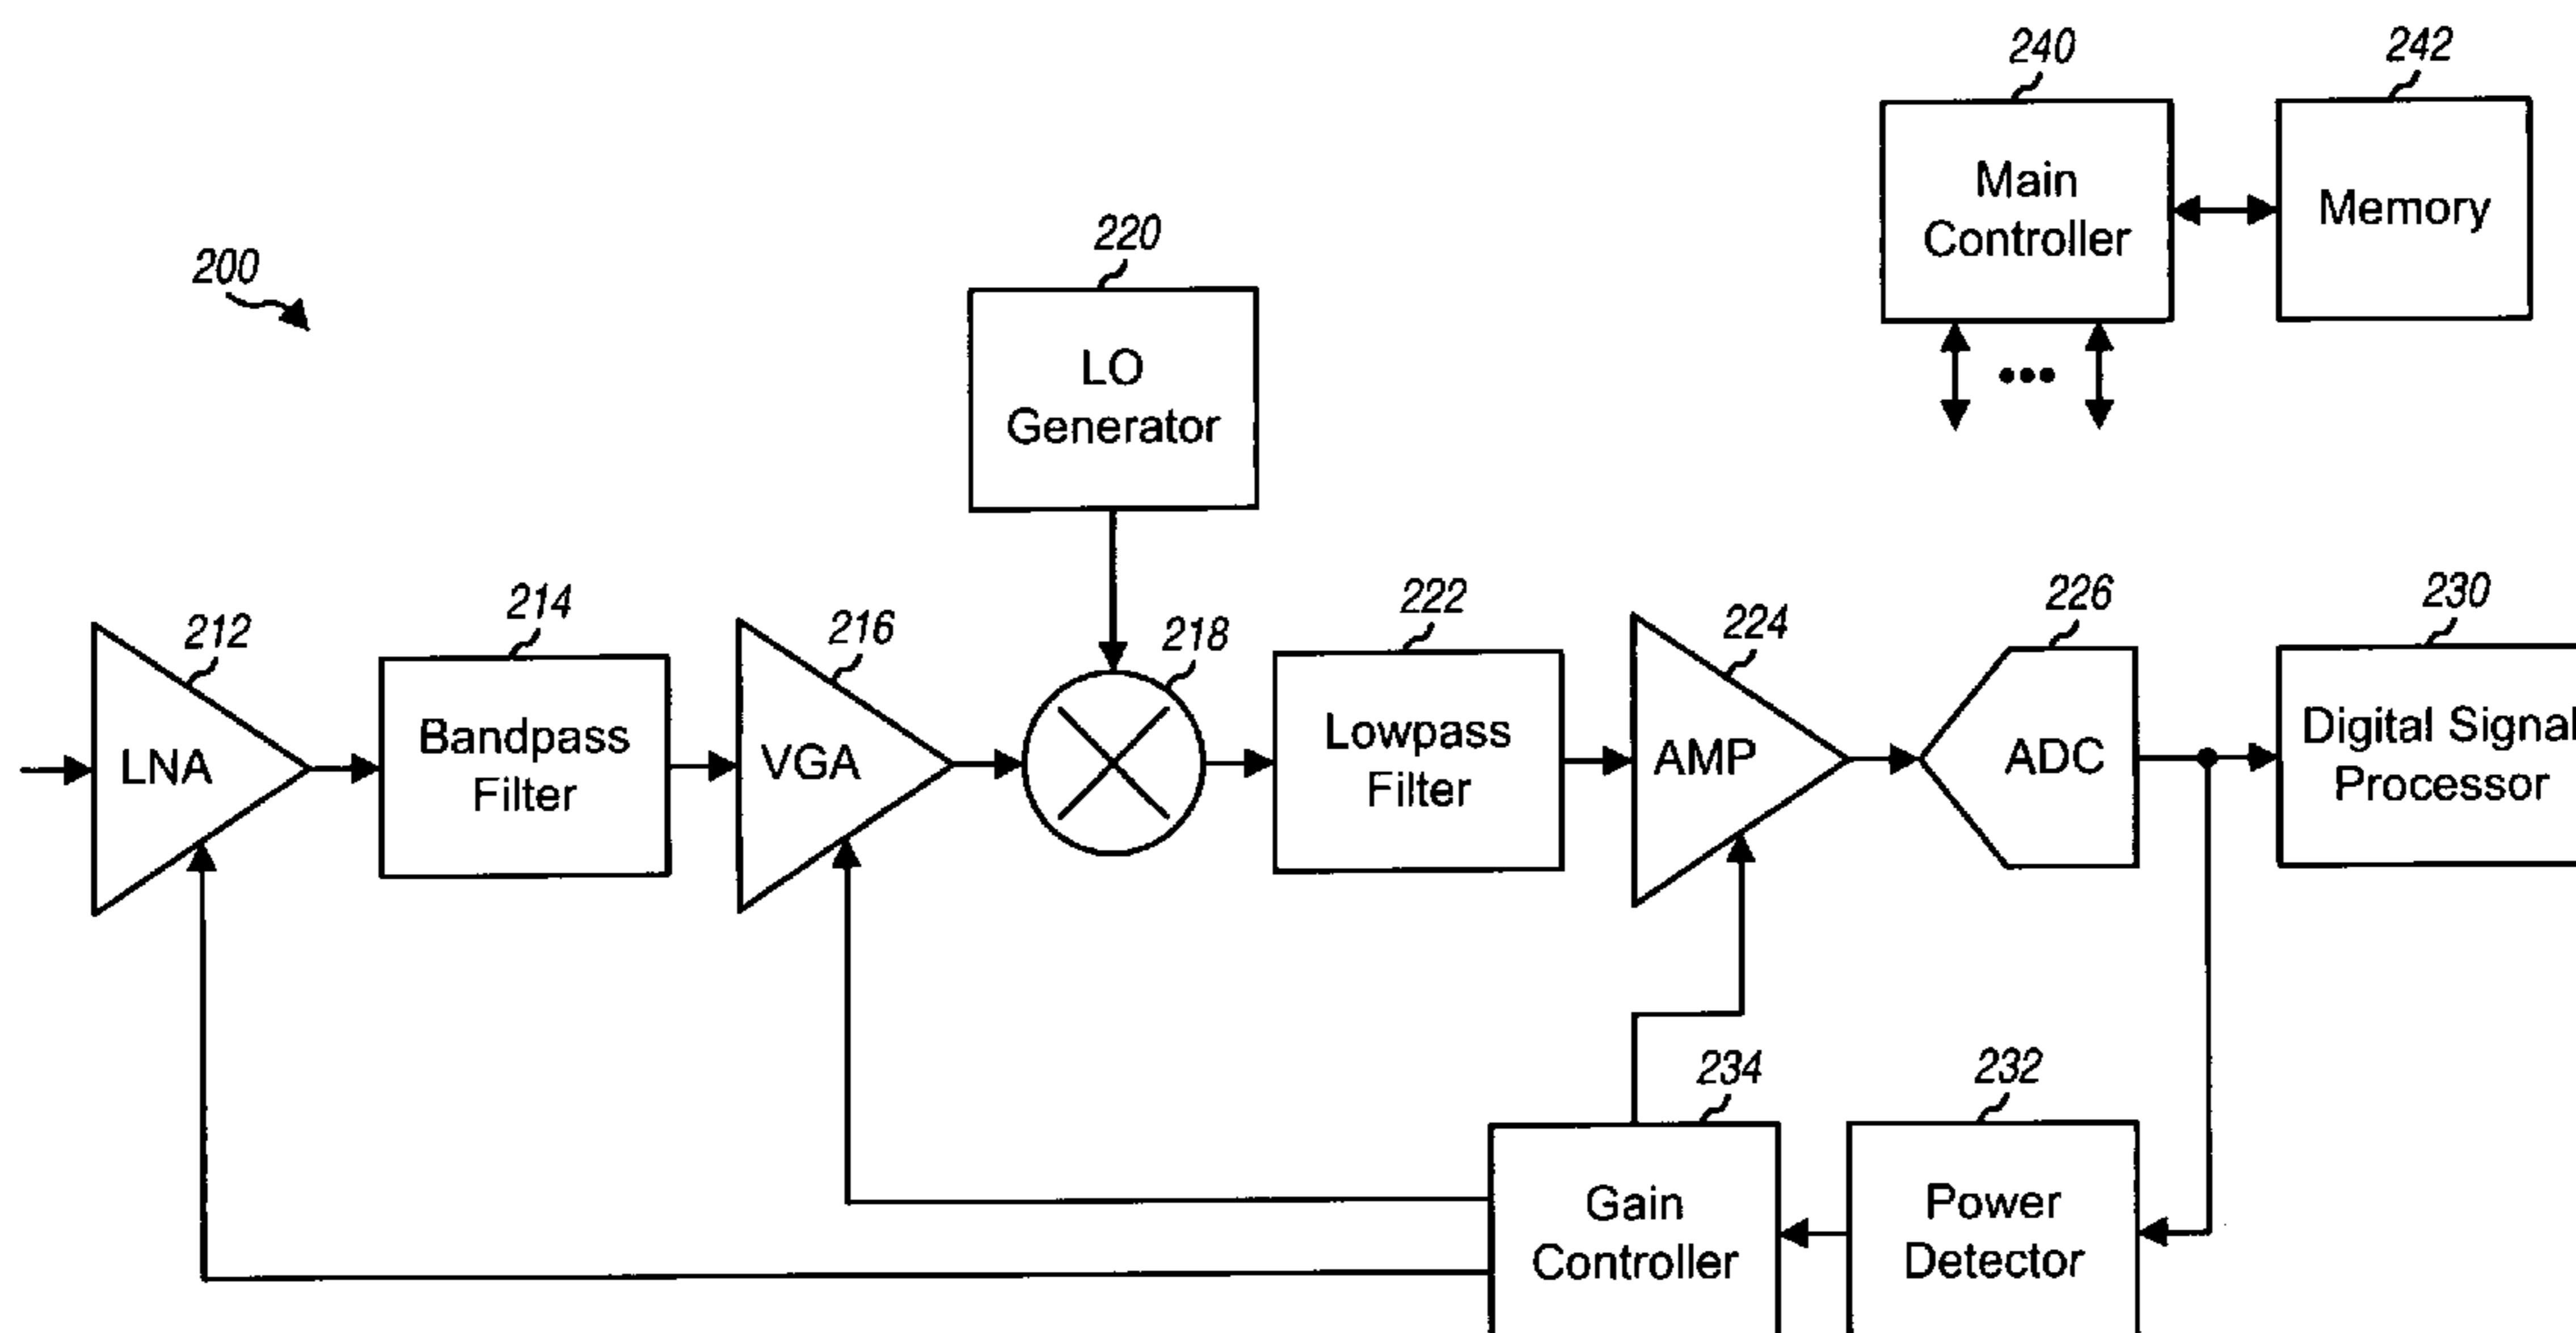 240
242
Main
Controller
Memory
200
220
LO
Generator
212
LNA
214
Bandpass
Filter
216
VGA
218
222
Lowpass
Filter
224
AMP
226
ADC
230
Digital Signal
Processor
234
Gain
Controller
232
Power
Detector